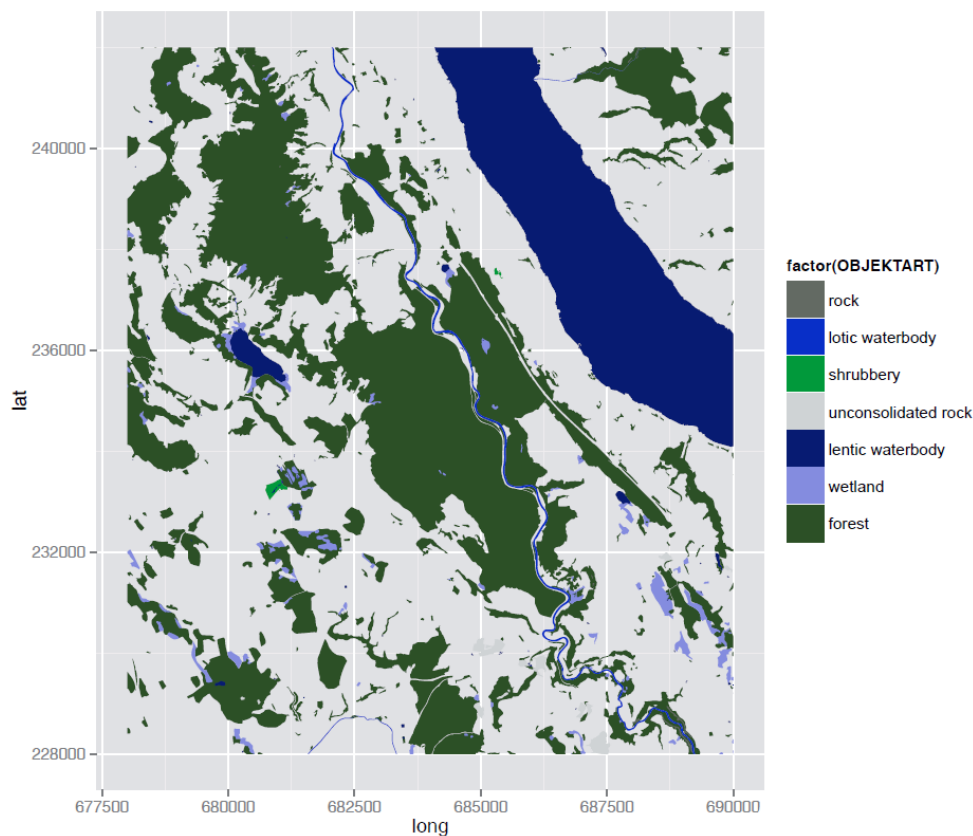 240000
236000
232000
228000
lat
677500 680000 682500 685000 687500 690000
long
factor(OBJEKTART)
rock
lotic waterbody
shrubbery
unconsolidated rock
lentic waterbody
wetland
forest